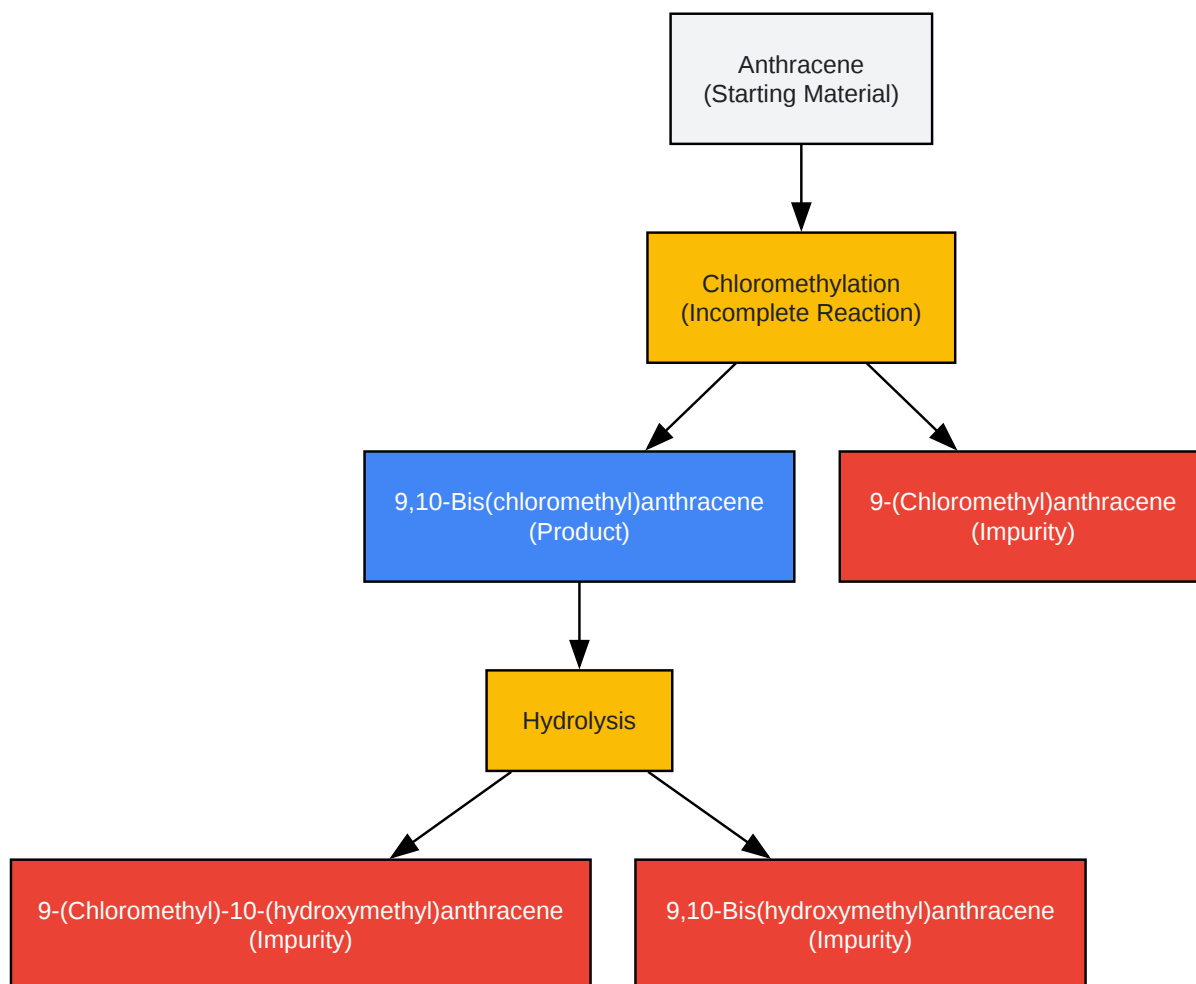 Anthracene
(Starting Material)
Chloromethylation
(Incomplete Reaction)
9,10-Bis(chloromethyl)anthracene
(Product)
9-(Chloromethyl)anthracene
(Impurity)
Hydrolysis
9-(Chloromethyl)-10-(hydroxymethyl)anthracene
(Impurity)
9,10-Bis(hydroxymethyl)anthracene
(Impurity)